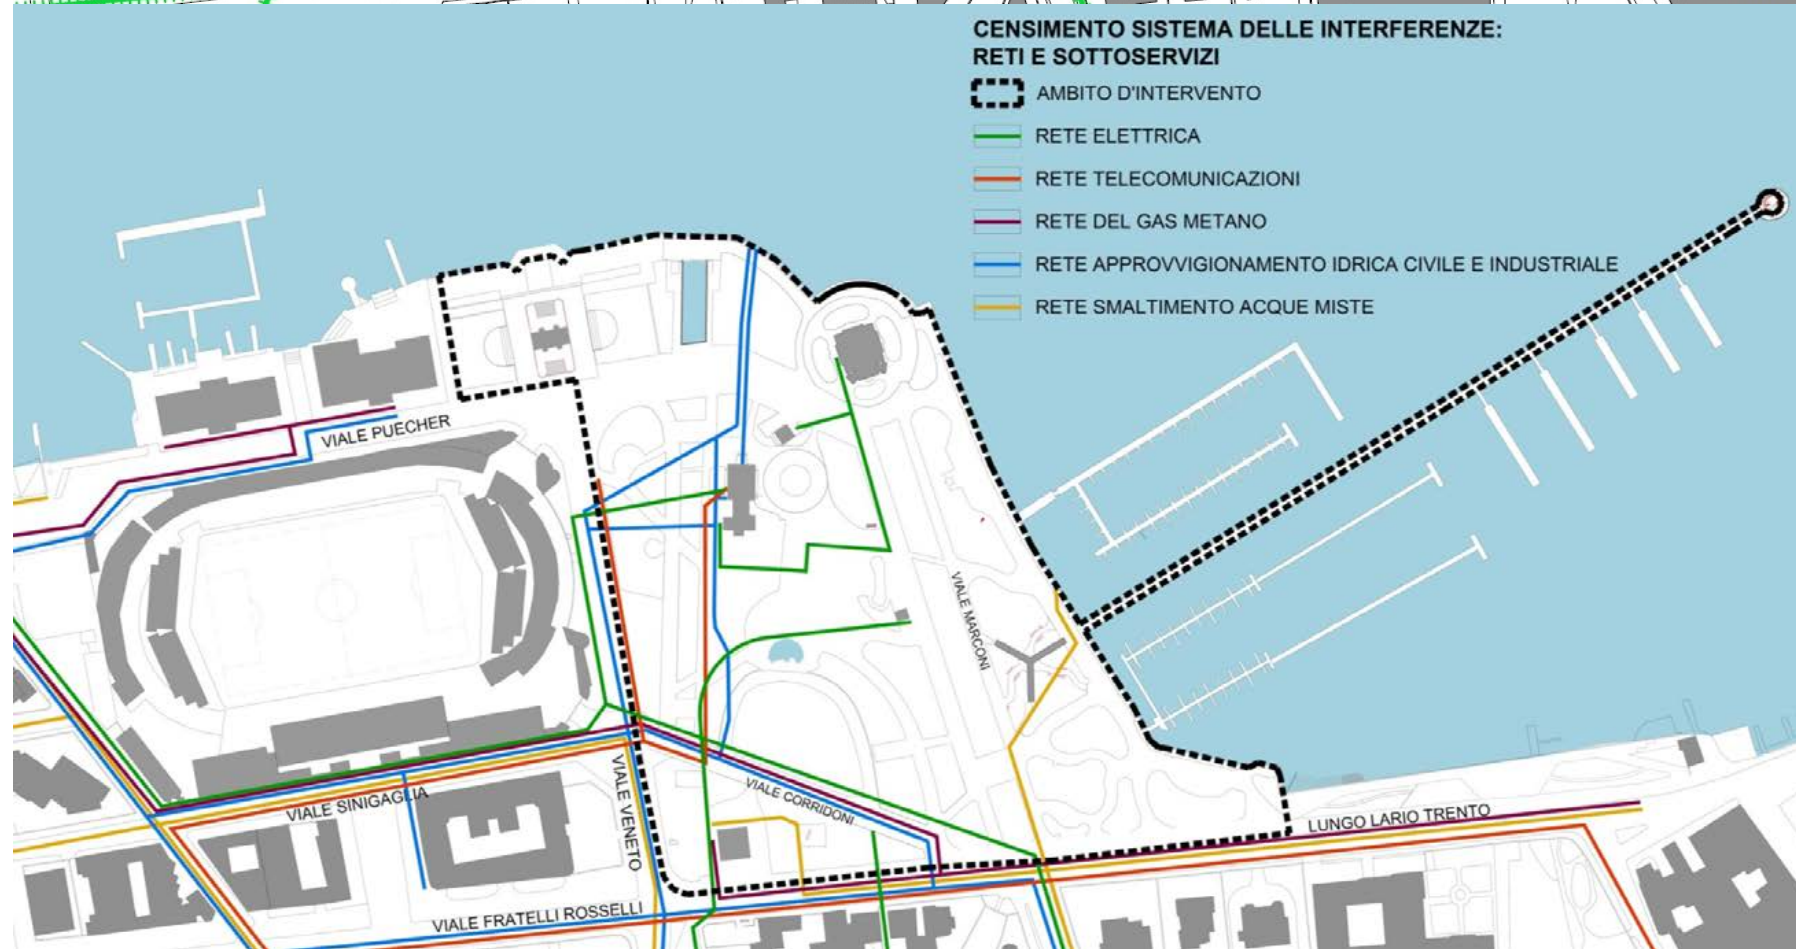 CENSIMENTO SISTEMA DELLE INTERFERENZE:
RETI E SOTTOSERVIZI
AMBITO D'INTERVENTO
RETE ELETTRICA
RETE TELECOMUNICAZIONI
RETE DEL GAS METANO
RETE APPROVVIGIONAMENTO IDRICA CIVILE E INDUSTRIALE
RETE SMALTIMENTO ACQUE MISTE
VIALE PUECHER
VIALE MARCONI
VIALE SINIGAGLIA
VIALE VENETO
VIALE CORRIDONI
LUNGO LARIO TRENTO
VIALE FRATELLI ROSSELLI